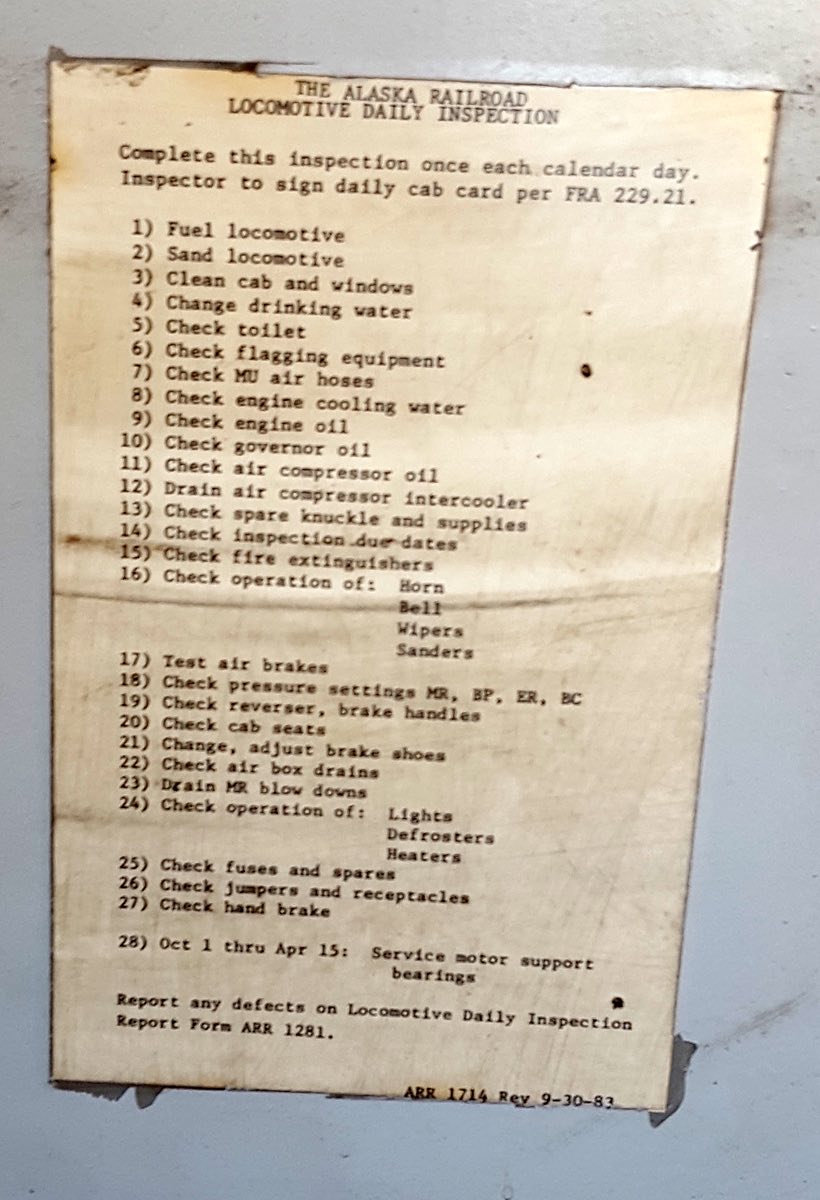 THE ALASKA RAILROAD
LOCOMOTIVE DAILY INSPECTION
Complete this inspection once each calendar day.
Inspector to sign daily cab card per FRA 229.21.
1) Fuel locomotive
2) Sand locomotive
3) Clean cab and windows
4) Change drinking water
5) Check toilet
6) Check flagging equipment
7) Check MU air hoses
8) Check engine cooling water
9) Check engine oil
10) Check governor oil
11) Check air compressor oil
12) Drain air compressor intercooler
13) Check spare knuckle and supplies
14) Check inspection due dates
15) Check fire extinguishers
16) Check operation of: Horn
Bell
Wipers
Sanders
17) Test air brakes
18) Check pressure settings MR, BP, ER, BC
19) Check reverser, brake handles
20) Check cab seats
21) Change, adjust brake shoes
22) Check air box drains
23) Drain MR blow downs
24) Check operation of: Lights
Defrosters
Heaters
25) Check fuses and spares
26) Check jumpers and receptacles
27) Check hand brake
28) Oct 1 thru Apr 15: Service motor support
bearings
Report any defects on Locomotive Daily Inspection
Report Form ARR 1281.
ARR 1714 Rev 9-30-83